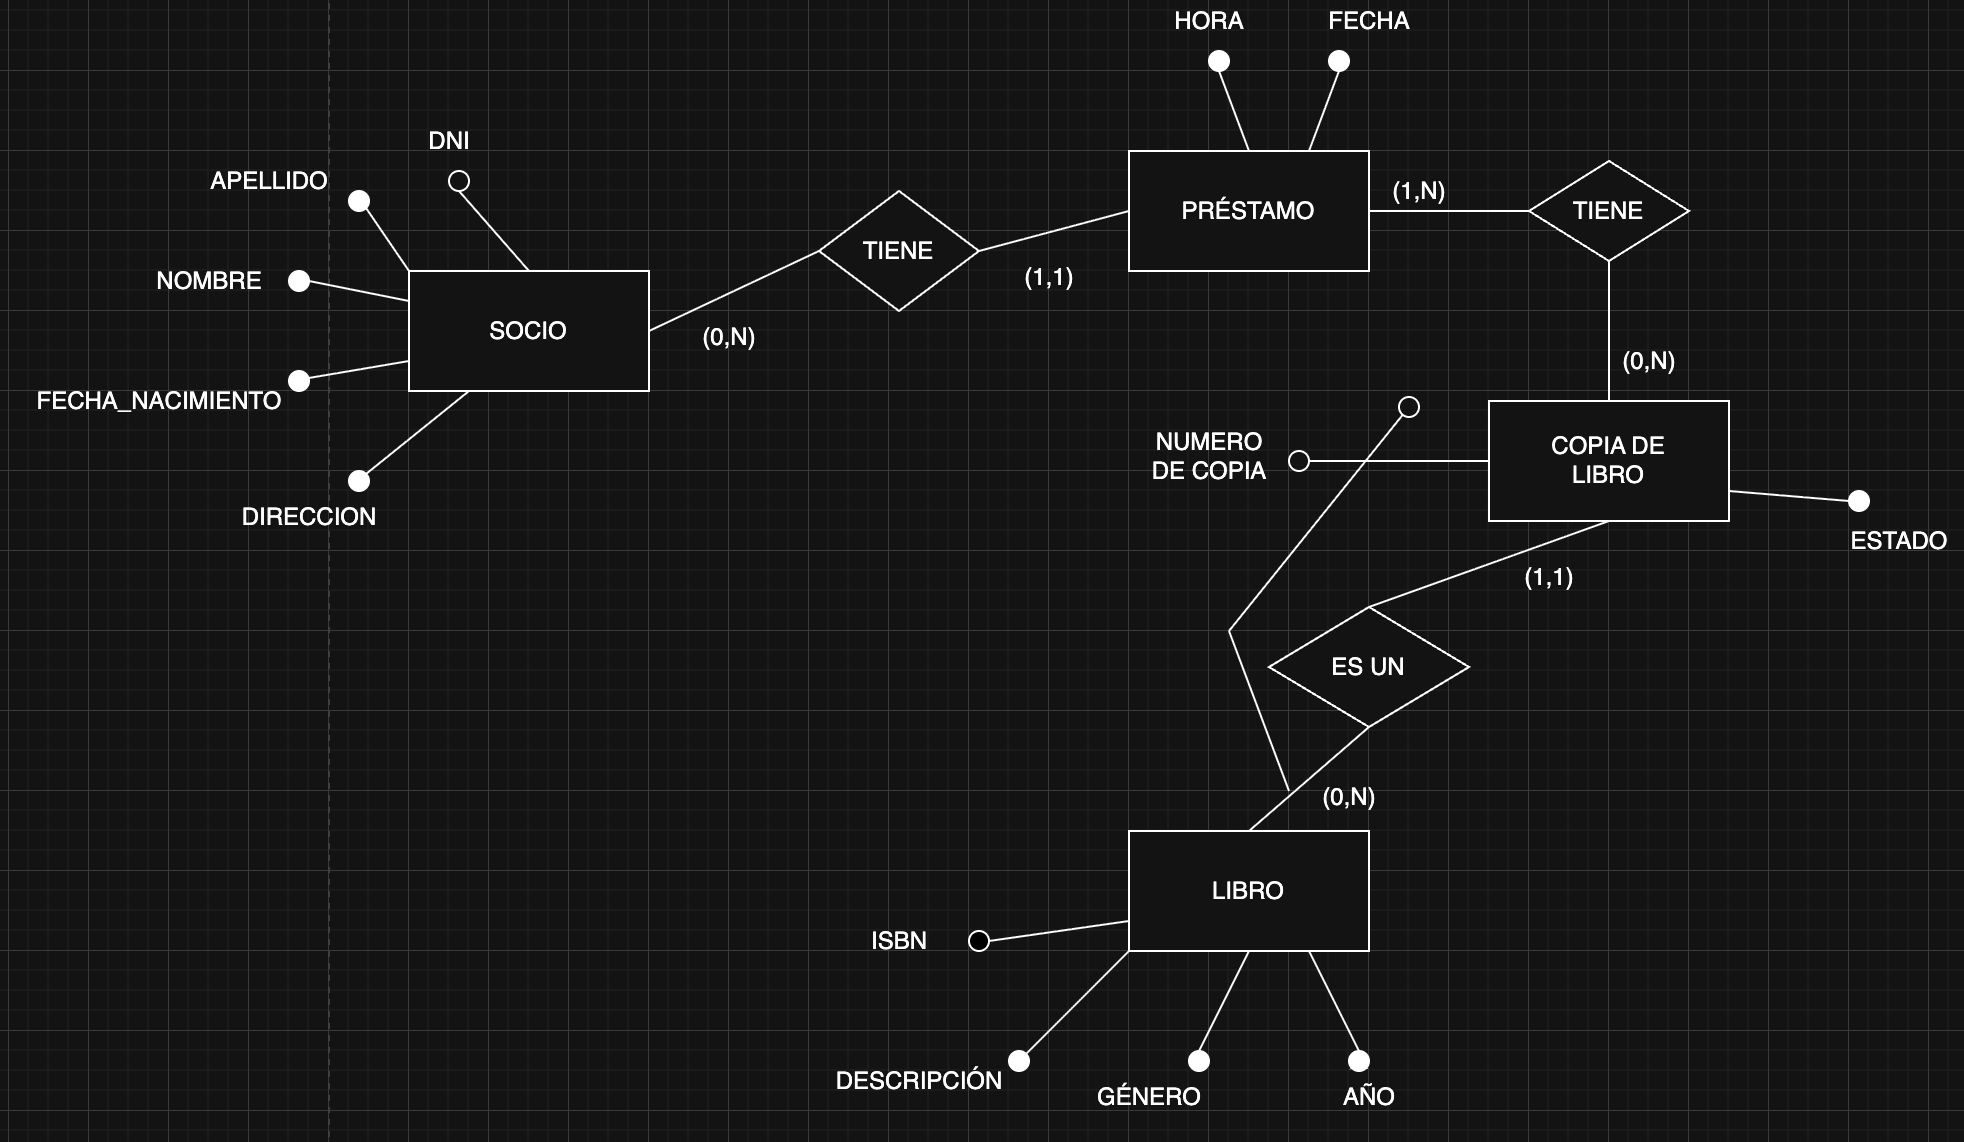 HORA
FECHA
DNI
APELLIDO
NOMBRE
SOCIO
FECHA_NACIMIENTO
DIRECCION
(0,N)
TIENE
(1,1)
PRÉSTAMO
(1,N)
TIENE
(0,N)
NUMERO
DE COPIA
COPIA DE
LIBRO
ESTADO
(1,1)
ES UN
(0,N)
LIBRO
ISBN
DESCRIPCIÓN
GÉNERO
AÑO